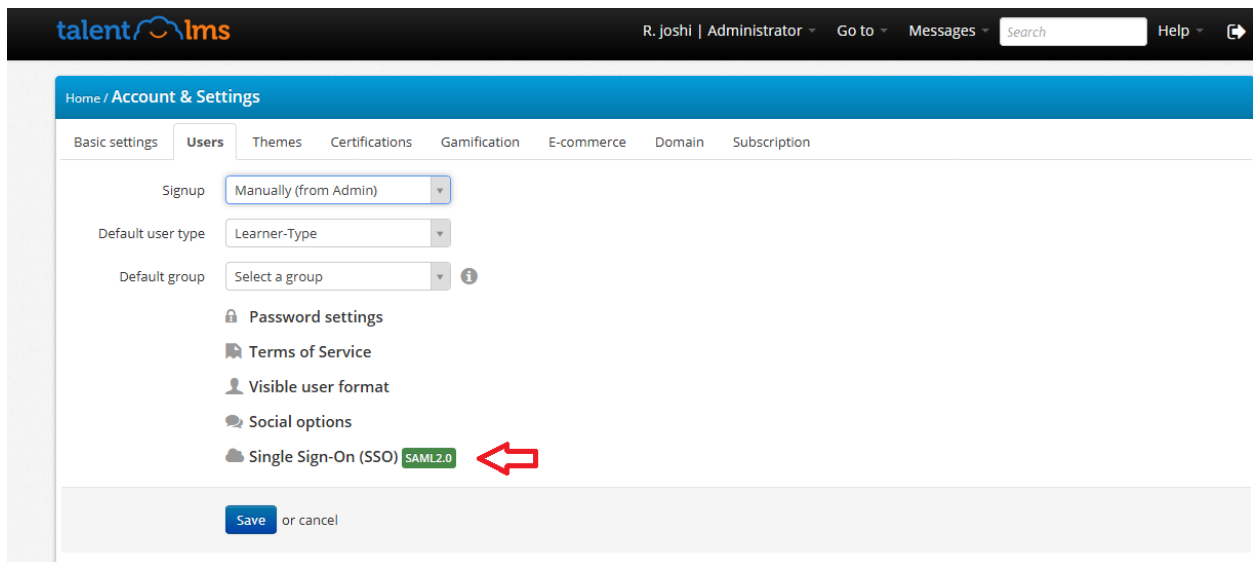 talent lms R. joshi | Administrator Go to Messages Search Help
Home / Account & Settings
Basic settings Users Themes Certifications Gamification E-commerce Domain Subscription
Signup Manually (from Admin)
Default user type Learner-Type
Default group Select a group
Password settings
Terms of Service
Visible user format
Social options
Single Sign-On (SSO) SAML2.0
Save or cancel